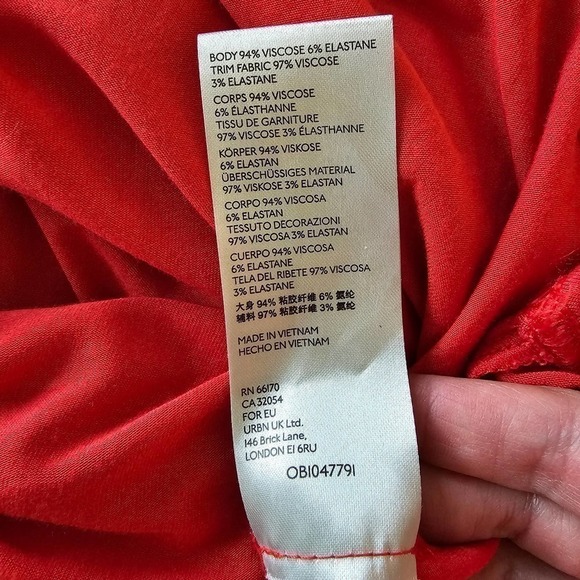 BODY 94% VISCOSE 6% ELASTANE
TRIM FABRIC 97% VISCOSE
3% ELASTANE
CORPS 94% VISCOSE
6% ÉLASTHANNE
TISSU DE GARNITURE
97% VISCOSE 3% ÉLASTHANNE
KÖRPER 94% VISKOSE
6% ELASTAN
ÜBERSCHÜSSIGES MATERIAL
97% VISKOSE 3% ELASTAN
CORPO 94% VISCOSA
6% ELASTAN
TESSUTO DECORAZIONI
97% VISCOSA 3% ELASTAN
CUERPO 94% VISCOSA
6% ELASTANE
TELA DEL RIBETE 97% VISCOSA
3% ELASTANE
大身 94% 粘胶纤维 6% 氨纶
辅料 97% 粘胶纤维 3% 氨纶
MADE IN VIETNAM
HECHO EN VIETNAM
RN 66170
CA 32054
FOR EU
URBN UK Ltd.
146 Brick Lane,
LONDON E1 6RU
OB1047791